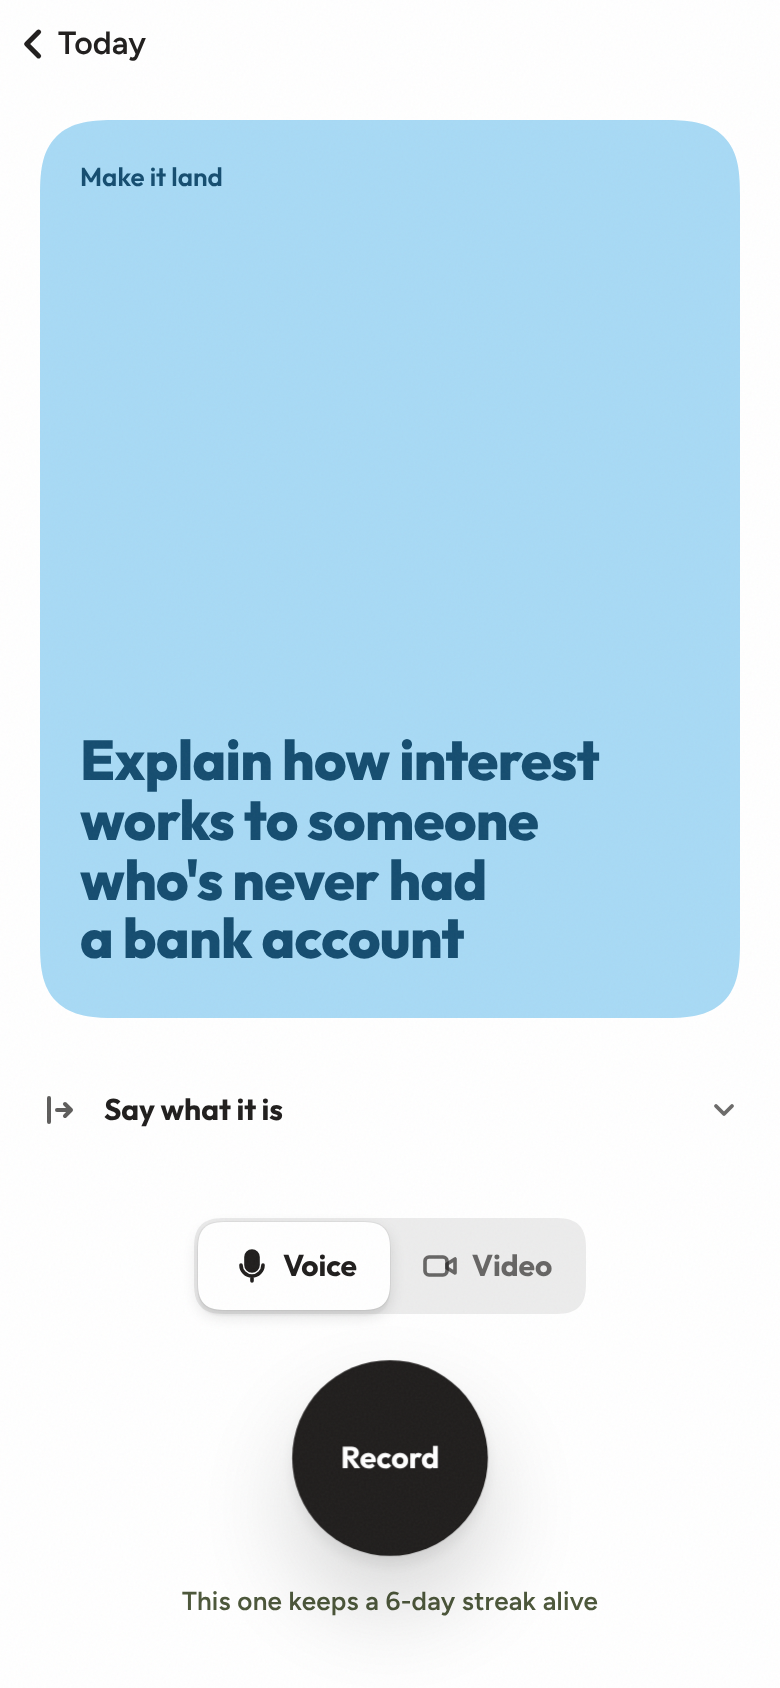 Today
Make it land
Explain how interest
works to someone
who's never had
a bank account
Say what it is
Voice
Video
Record
This one keeps a 6-day streak alive